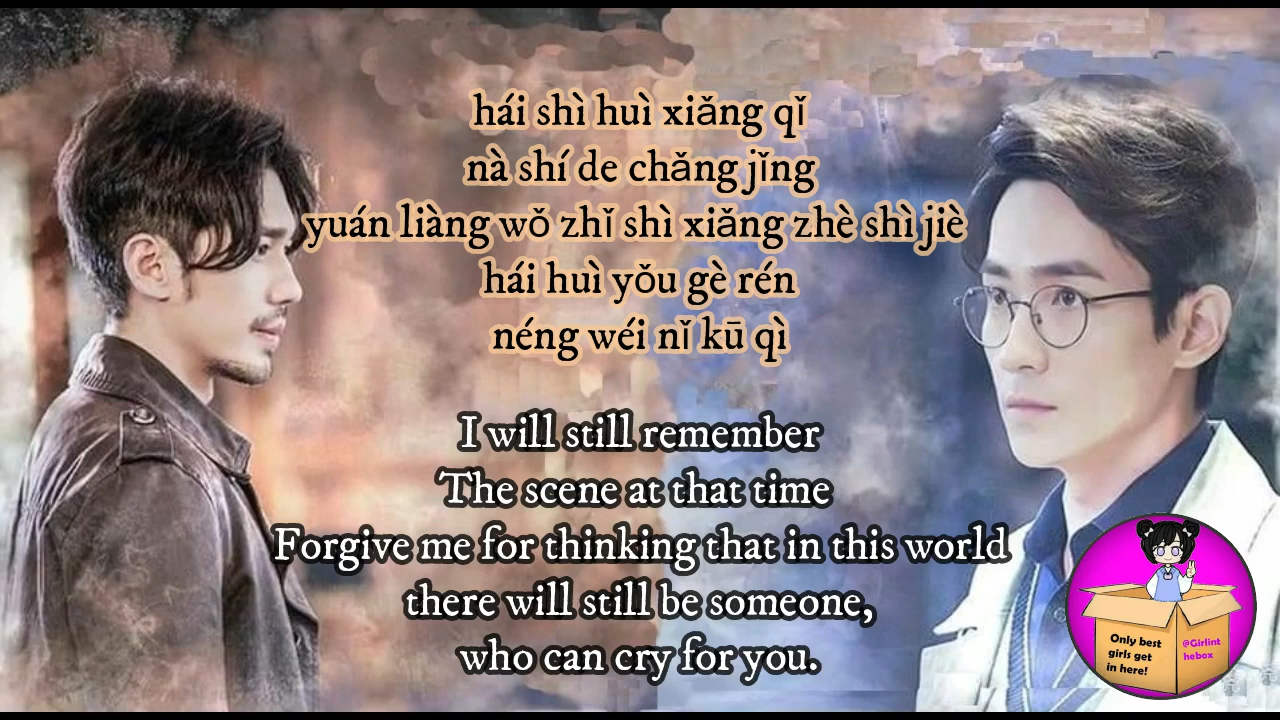 hái shì huì xiǎng qǐ
nà shí de chǎng jǐng
yuán liàng wǒ zhǐ shì xiǎng zhè shì jiè
hái huì yǒu gè rén
néng wéi nǐ kū qì
I will still remember
The scene at that time
Forgive me for thinking that in this world
there will still be someone,
who can cry for you.
Only best
girls get
in here!
@Girlint
hebox